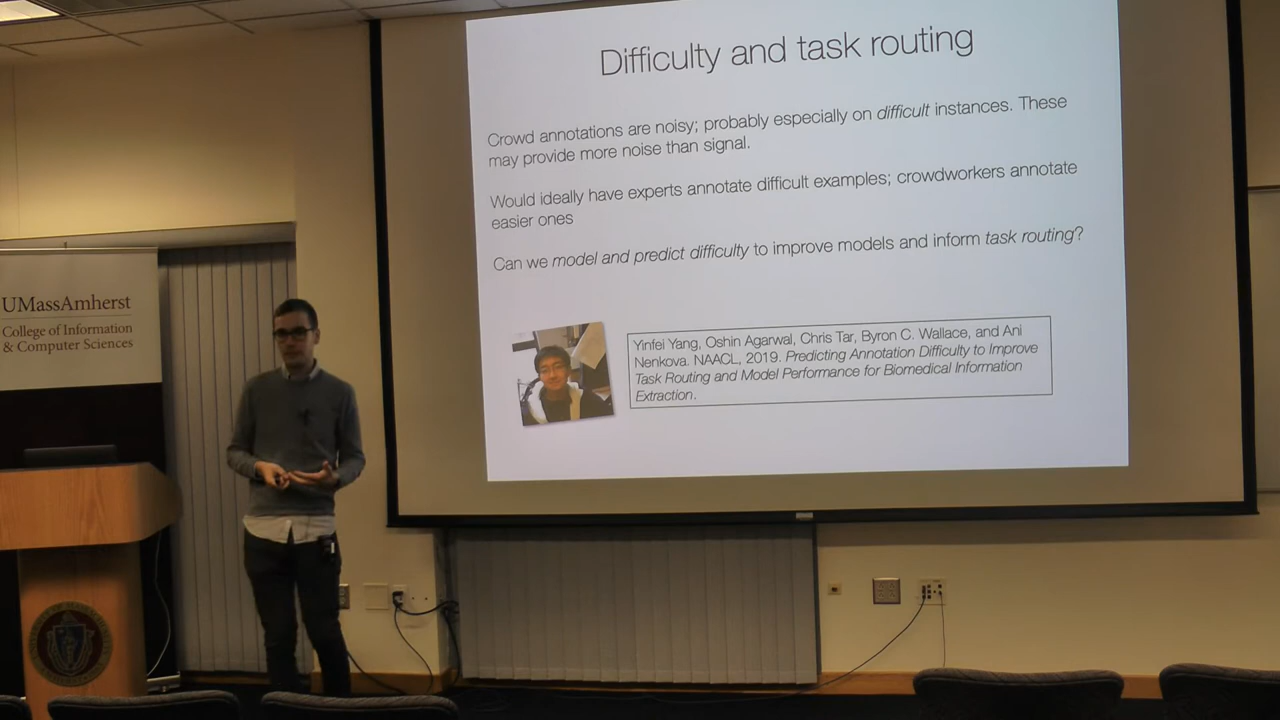 Difficulty and task routing
Crowd annotations are noisy; probably especially on difficult instances. These
may provide more noise than signal.
Would ideally have experts annotate difficult examples; crowdworkers annotate
easier ones
Can we model and predict difficulty to improve models and inform task routing?
Yinfei Yang, Oshin Agarwal, Chris Tar, Byron C. Wallace, and Ani
Nenkova. NAACL, 2019. Predicting Annotation Difficulty to Improve
Task Routing and Model Performance for Biomedical Information
Extraction.
UMassAmherst
College of Information
& Computer Sciences